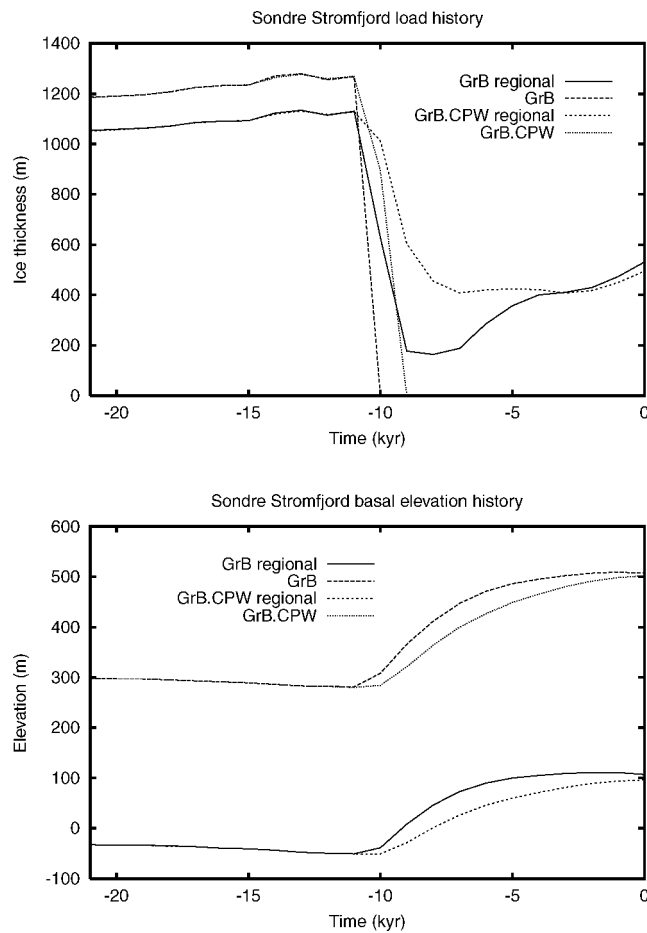 Sondre Stromfjord load history
1400
1200
1000
800
600
400
200
0
Ice thickness (m)
GrB regional
GrB
GrB.CPW regional
GrB.CPW
-20 -15 -10 -5 0
Time (kyr)
Sondre Stromfjord basal elevation history
600
500
400
300
200
100
0
-100
Elevation (m)
GrB regional
GrB
GrB.CPW regional
GrB.CPW
-20 -15 -10 -5 0
Time (kyr)